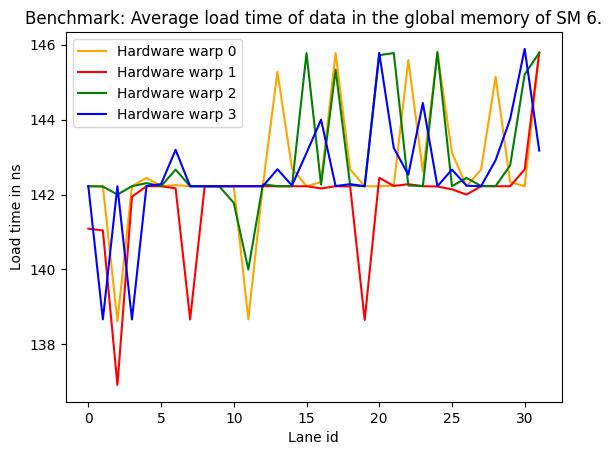 Benchmark: Average load time of data in the global memory of SM 6.
Hardware warp 0
Hardware warp 1
Hardware warp 2
Hardware warp 3
Load time in ns
146
144
142
140
138
0 5 10 15 20 25 30
Lane id